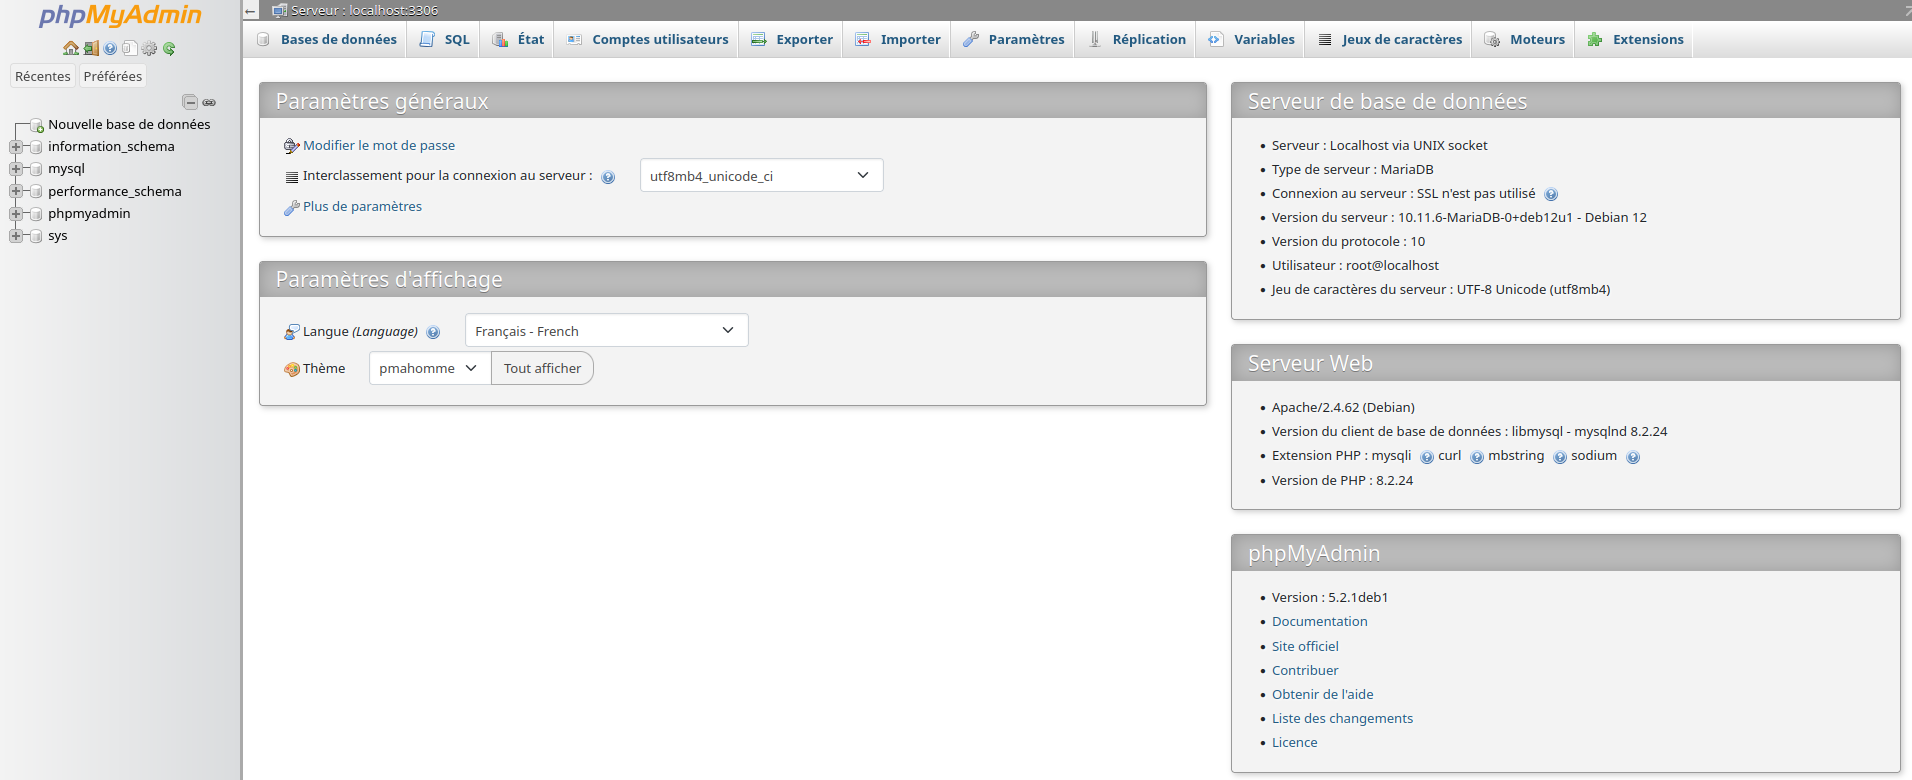 phpMyAdmin
Récentes Préférées
Nouvelle base de données
information_schema
mysql
performance_schema
phpmyadmin
sys
Serveur : localhost:3306
Bases de données SQL État Comptes utilisateurs Exporter Importer Paramètres Réplication Variables Jeux de caractères Moteurs Extensions
Paramètres généraux
Modifier le mot de passe
Interclassement pour la connexion au serveur : utf8mb4_unicode_ci
Plus de paramètres
Paramètres d'affichage
Langue (Language) Français - French
Thème pmahomme Tout afficher
Serveur de base de données
• Serveur : Localhost via UNIX socket
• Type de serveur : MariaDB
• Connexion au serveur : SSL n'est pas utilisé
• Version du serveur : 10.11.6-MariaDB-0+deb12u1 - Debian 12
• Version du protocole : 10
• Utilisateur : root@localhost
• Jeu de caractères du serveur : UTF-8 Unicode (utf8mb4)
Serveur Web
• Apache/2.4.62 (Debian)
• Version du client de base de données : libmysql - mysqlnd 8.2.24
• Extension PHP : mysqli curl mbstring sodium
• Version de PHP : 8.2.24
phpMyAdmin
• Version : 5.2.1deb1
• Documentation
• Site officiel
• Contribuer
• Obtenir de l'aide
• Liste des changements
• Licence